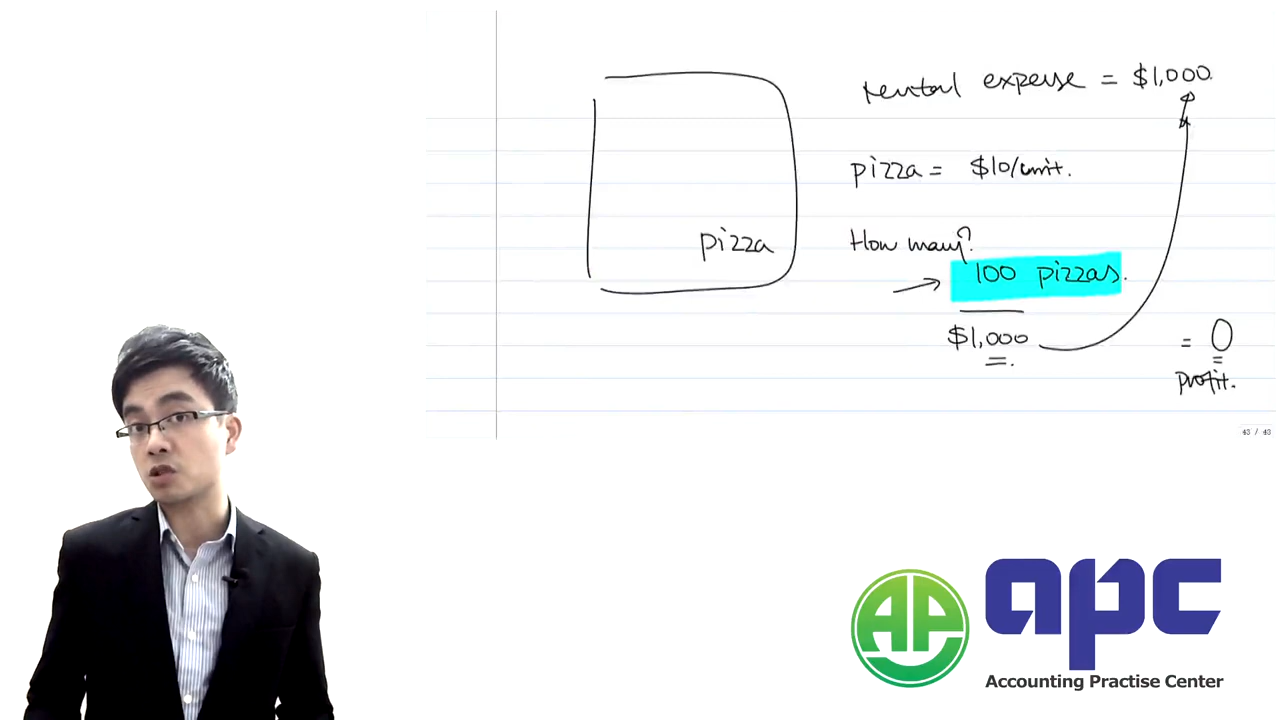 rental expense = $1,000.
pizza = $10/unit.
pizza
How many?
→ 100 pizzas.
$1,000
= 0
profit.
43 / 43
AP
apc
Accounting Practise Center